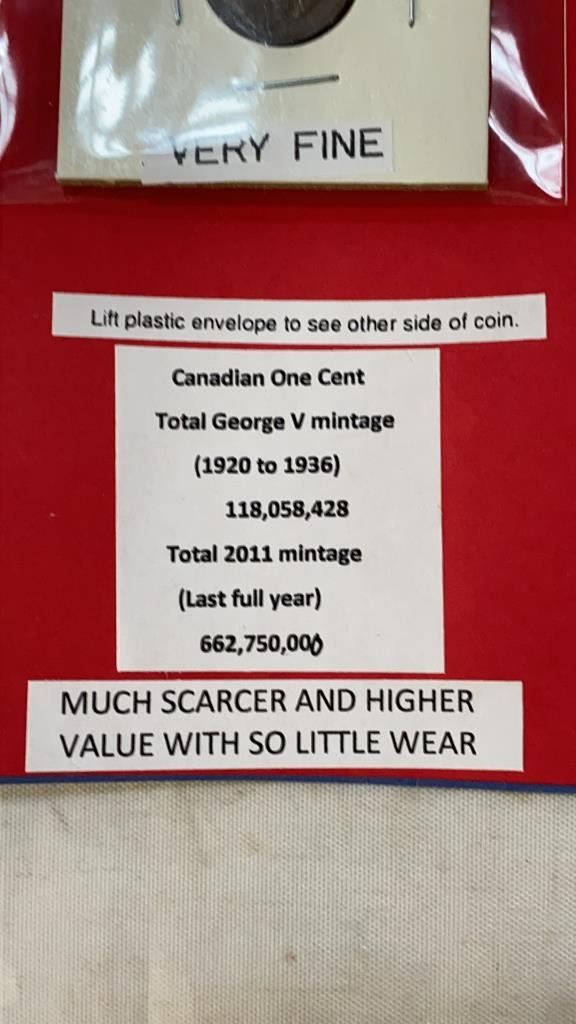 VERY FINE
Lift plastic envelope to see other side of coin.
Canadian One Cent
Total George V mintage
(1920 to 1936)
118,058,428
Total 2011 mintage
(Last full year)
662,750,000
MUCH SCARCER AND HIGHER
VALUE WITH SO LITTLE WEAR